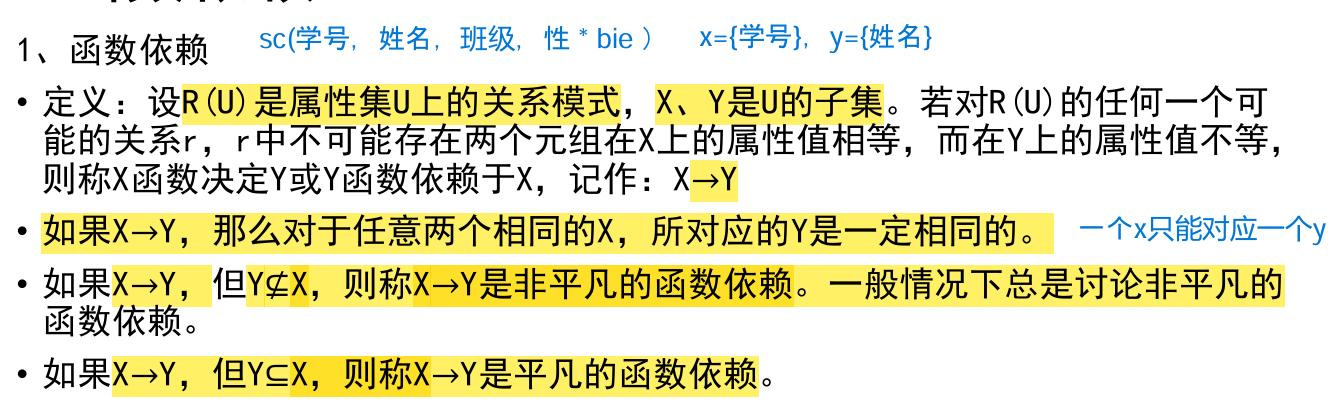 1、函数依赖 sc(学号, 姓名, 班级, 性 * bie ) x={学号}, y={姓名}
• 定义：设R(U)是属性集U上的关系模式，X、Y是U的子集。若对R(U)的任何一个可
能的关系r，r中不可能存在两个元组在X上的属性值相等，而在Y上的属性值不等，
则称X函数决定Y或Y函数依赖于X，记作：X→Y
• 如果X→Y，那么对于任意两个相同的X，所对应的Y是一定相同的。 一个x只能对应一个y
• 如果X→Y，但Y⊈X，则称X→Y是非平凡的函数依赖。一般情况下总是讨论非平凡的
函数依赖。
• 如果X→Y，但Y⊆X，则称X→Y是平凡的函数依赖。